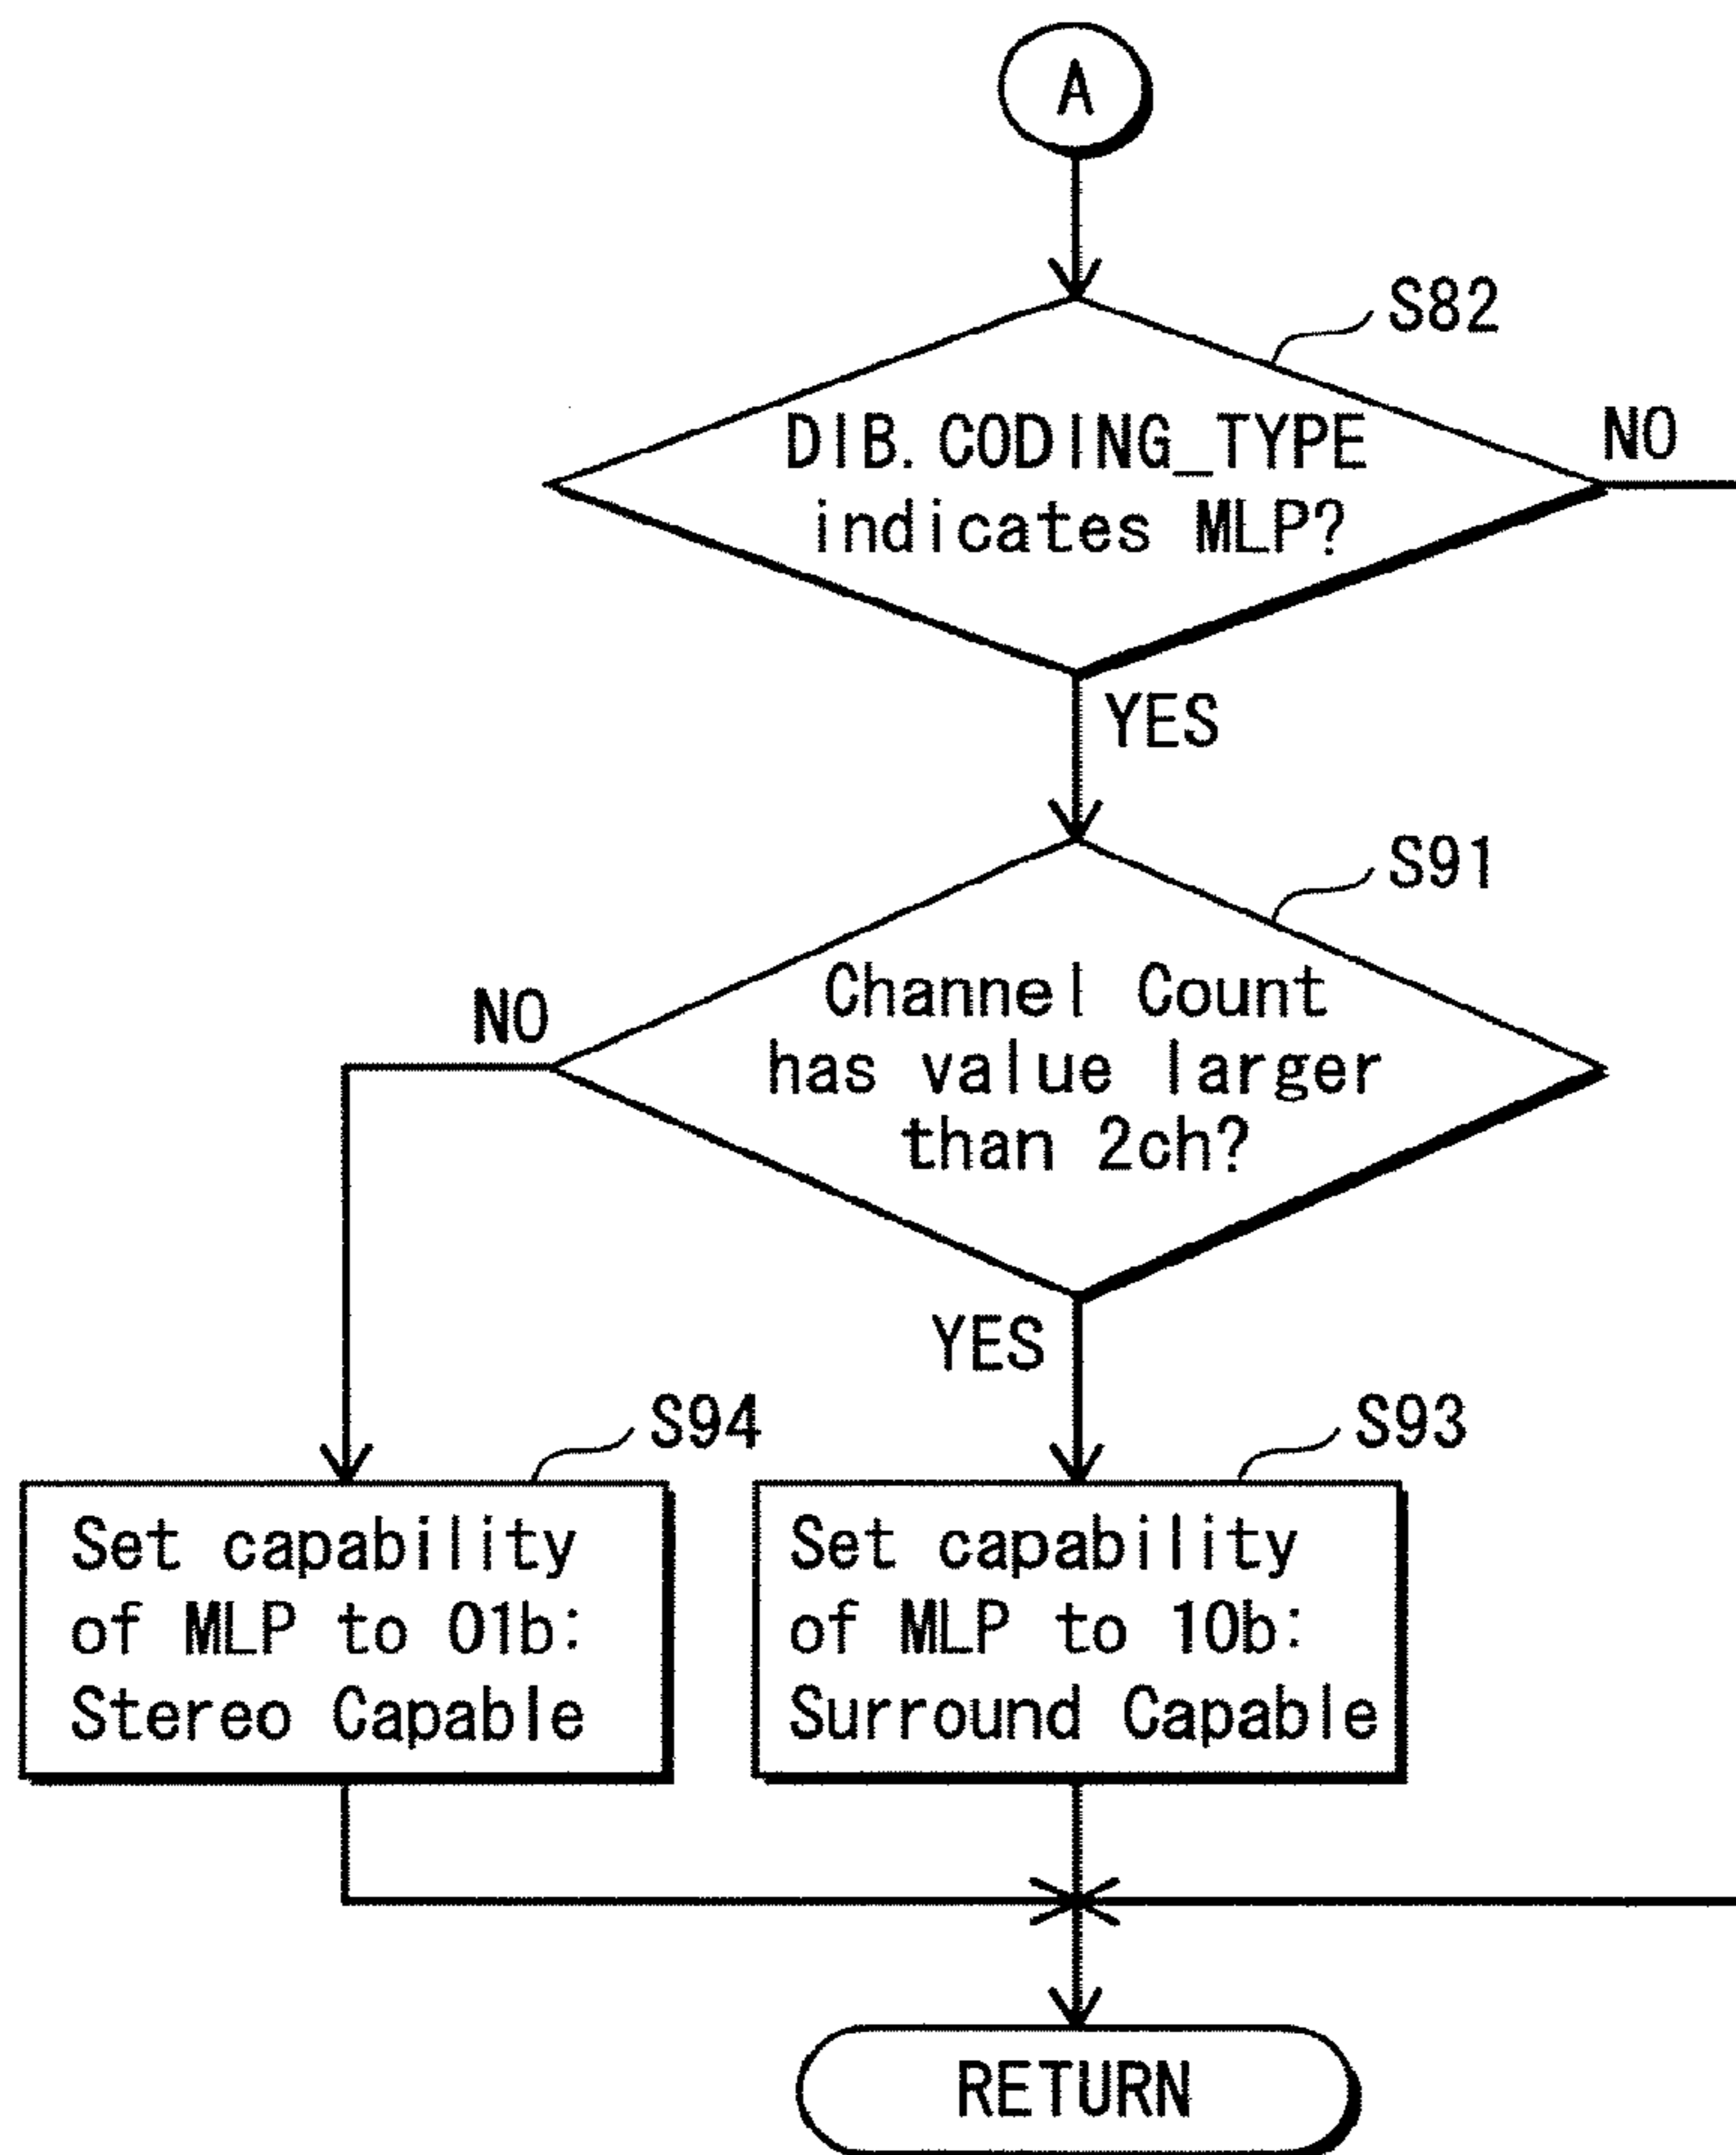 A
S82
DIB.CODING_TYPE
indicates MLP?
NO
YES
S91
Channel Count
has value larger
than 2ch?
NO
YES
S94
Set capability
of MLP to 01b:
Stereo Capable
S93
Set capability
of MLP to 10b:
Surround Capable
RETURN